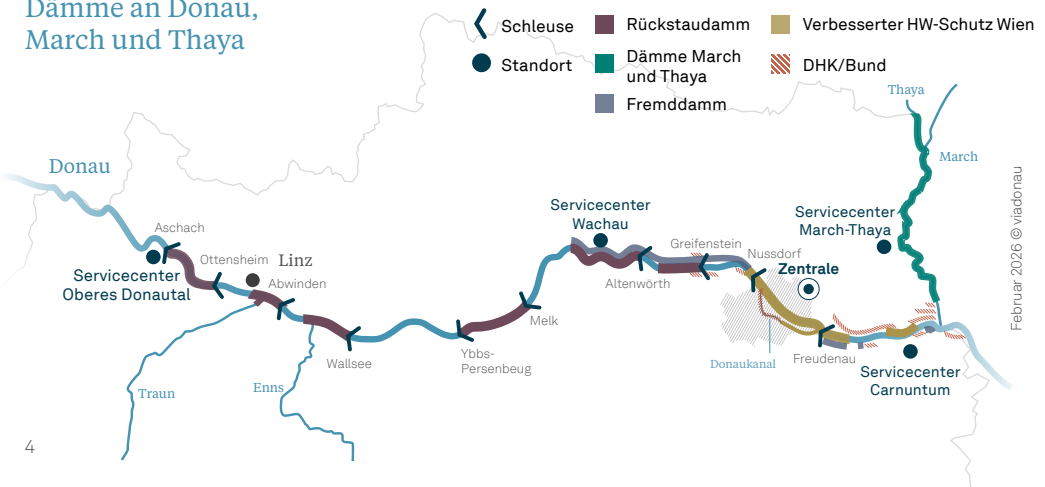 Dämme an Donau,
March und Thaya
Schleuse
Standort
Rückstaudamm
Dämme March
und Thaya
Fremddamm
Verbesserter HW-Schutz Wien
DHK/Bund
Thaya
March
Donau
Aschach
Servicecenter
Oberes Donautal
Ottensheim
Linz
Abwinden
Wallsee
Ybbs-
Persenbeug
Melk
Servicecenter
Wachau
Altenwörth
Greifenstein
Nussdorf
Zentrale
Servicecenter
March-Thaya
Donaukanal
Freudenau
Servicecenter
Carnuntum
Traun
Enns
Februar 2026 © viadonau
4